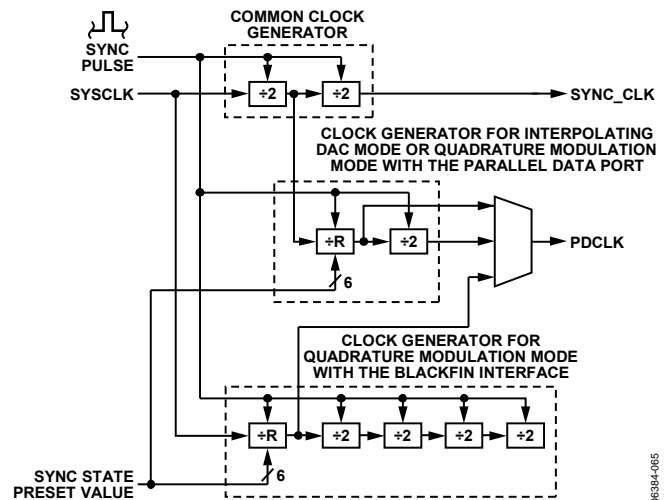 COMMON CLOCK
GENERATOR
SYNC
PULSE
SYSCLK
÷2
÷2
SYNC_CLK
CLOCK GENERATOR FOR INTERPOLATING
DAC MODE OR QUADRATURE MODULATION
MODE WITH THE PARALLEL DATA PORT
÷R
÷2
PDCLK
6
CLOCK GENERATOR FOR
QUADRATURE MODULATION MODE
WITH THE BLACKFIN INTERFACE
÷R
÷2
÷2
÷2
÷2
6
SYNC STATE
PRESET VALUE
06384-065